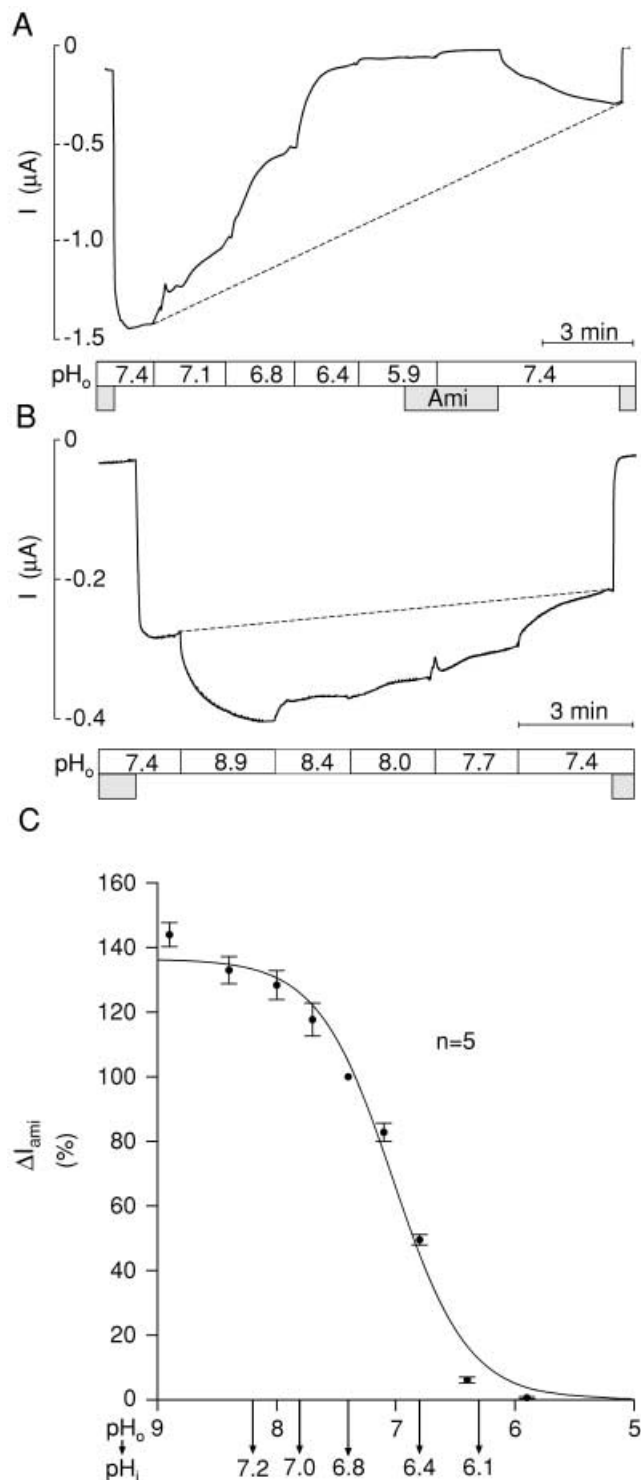 A
0
-0.5
-1.0
-1.5
I (µA)
3 min
pHo 7.4 7.1 6.8 6.4 5.9 7.4
Ami
B
0
-0.2
-0.4
I (µA)
3 min
pHo 7.4 8.9 8.4 8.0 7.7 7.4
C
160
140
120
100
80
60
40
20
0
ΔIami
(%)
n=5
pHo 9 8 7 6 5
pHi 7.2 7.0 6.8 6.4 6.1